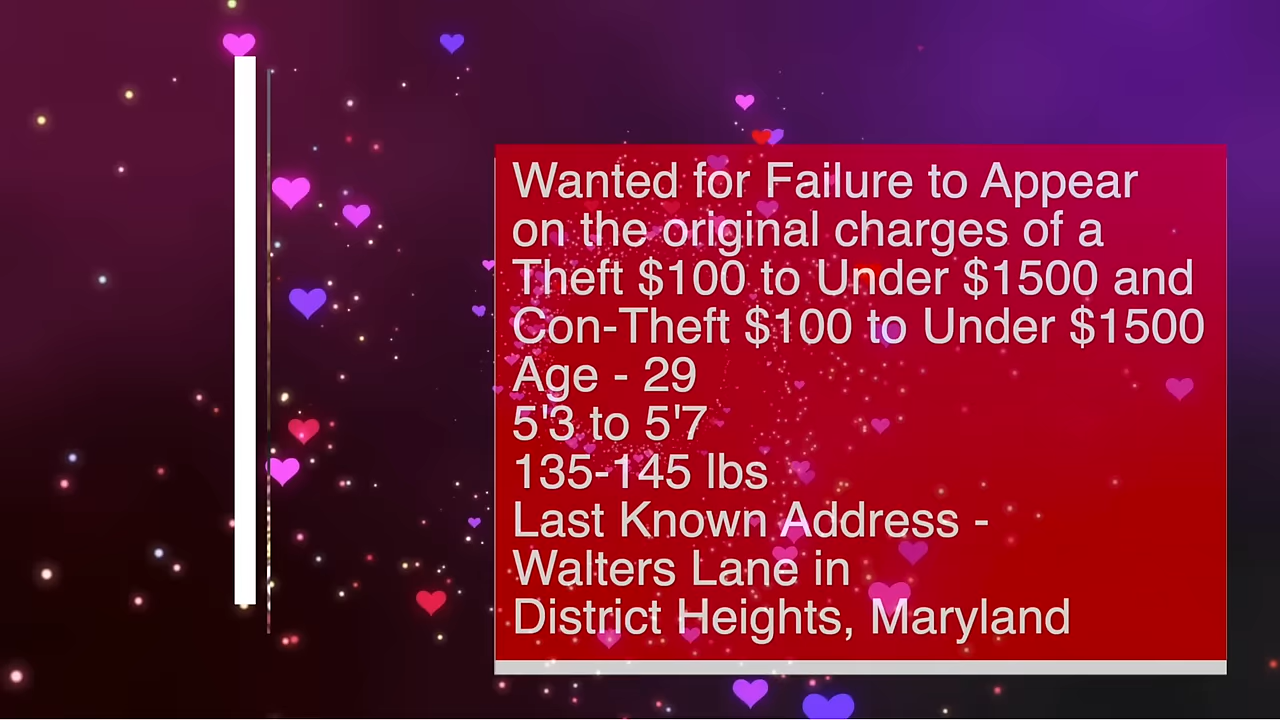 Wanted for Failure to Appear
on the original charges of a
Theft $100 to Under $1500 and
Con-Theft $100 to Under $1500
Age - 29
5'3 to 5'7
135-145 lbs
Last Known Address -
Walters Lane in
District Heights, Maryland